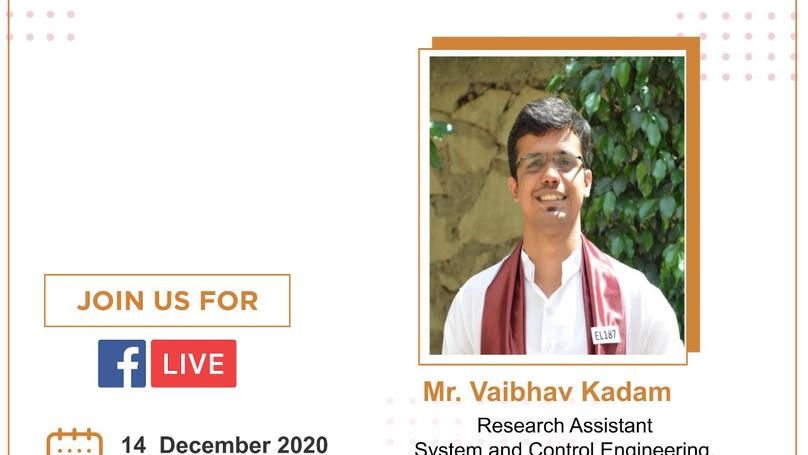 JOIN US FOR
f LIVE
14 December 2020
EL187
Mr. Vaibhav Kadam
Research Assistant
System and Control Engineering,